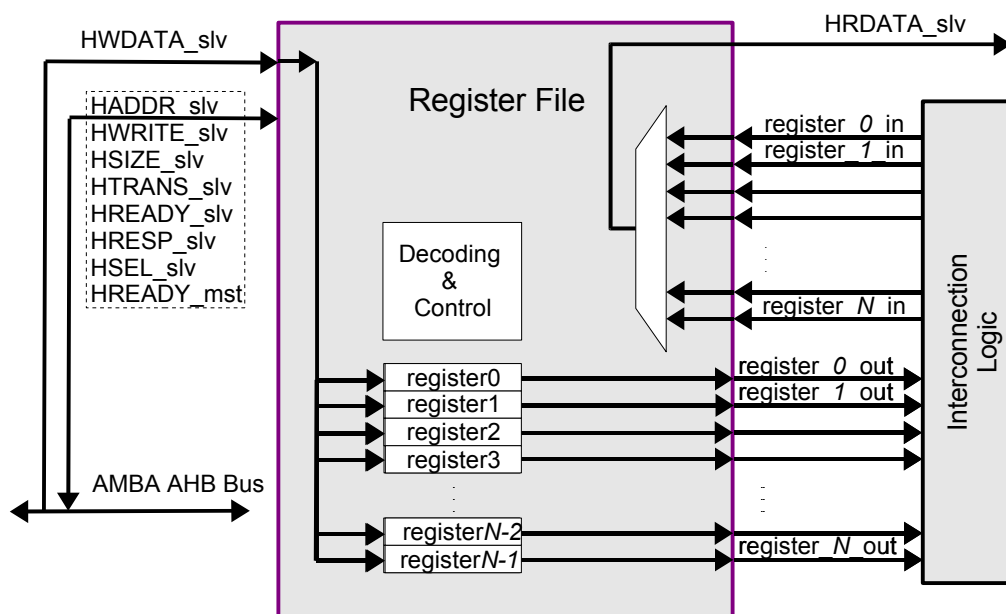 HWDATA_slv
HRDATA_slv
HADDR_slv
HWRITE_slv
HSIZE_slv
HTRANS_slv
HREADY_slv
HRESP_slv
HSEL_slv
HREADY_mst
Register File
register_0_in
register_1_in
register_N_in
Decoding
&
Control
register0
register1
register2
register3
registerN-2
registerN-1
register_0_out
register_1_out
register_N_out
Interconnection
Logic
AMBA AHB Bus